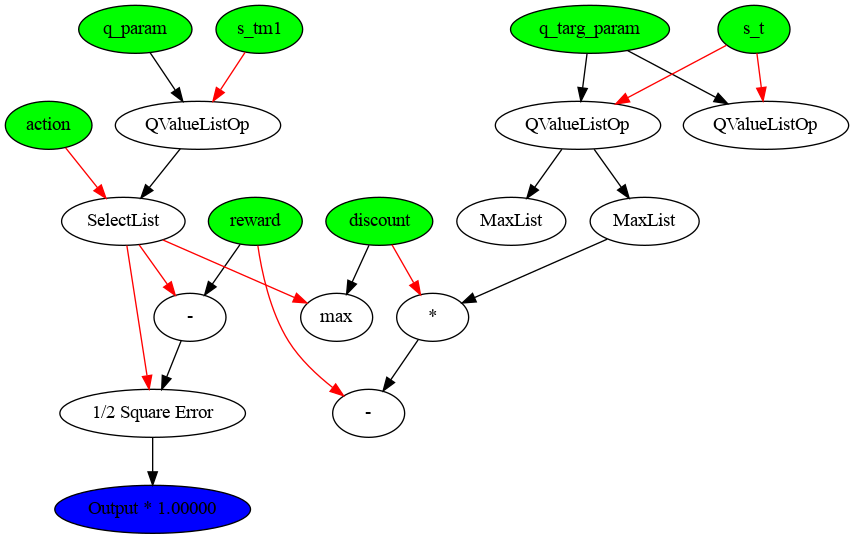 q_param
s_tm1
q_targ_param
s_t
action
QValueListOp
QValueListOp
QValueListOp
SelectList
reward
discount
MaxList
MaxList
-
max
*
1/2 Square Error
-
Output * 1.00000